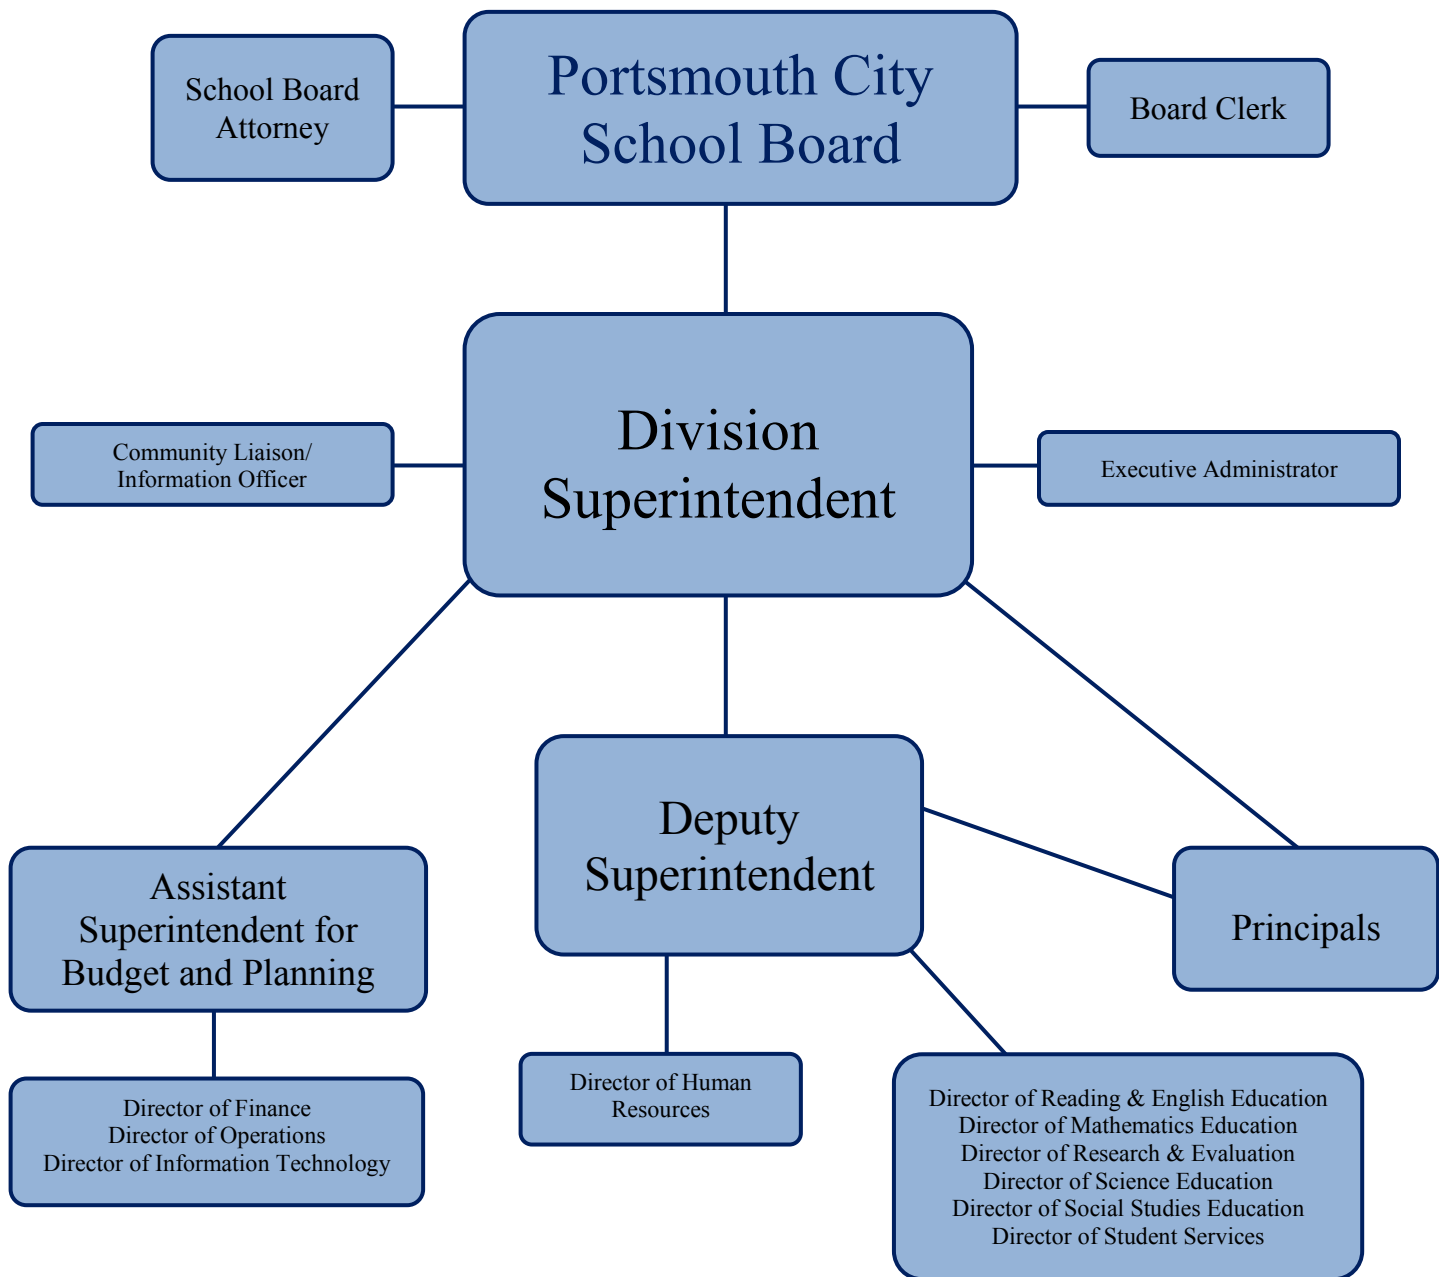 School Board
Attorney
Portsmouth City
School Board
Board Clerk
Community Liaison/
Information Officer
Division
Superintendent
Executive Administrator
Assistant
Superintendent for
Budget and Planning
Deputy
Superintendent
Principals
Director of Finance
Director of Operations
Director of Information Technology
Director of Human
Resources
Director of Reading & English Education
Director of Mathematics Education
Director of Research & Evaluation
Director of Science Education
Director of Social Studies Education
Director of Student Services